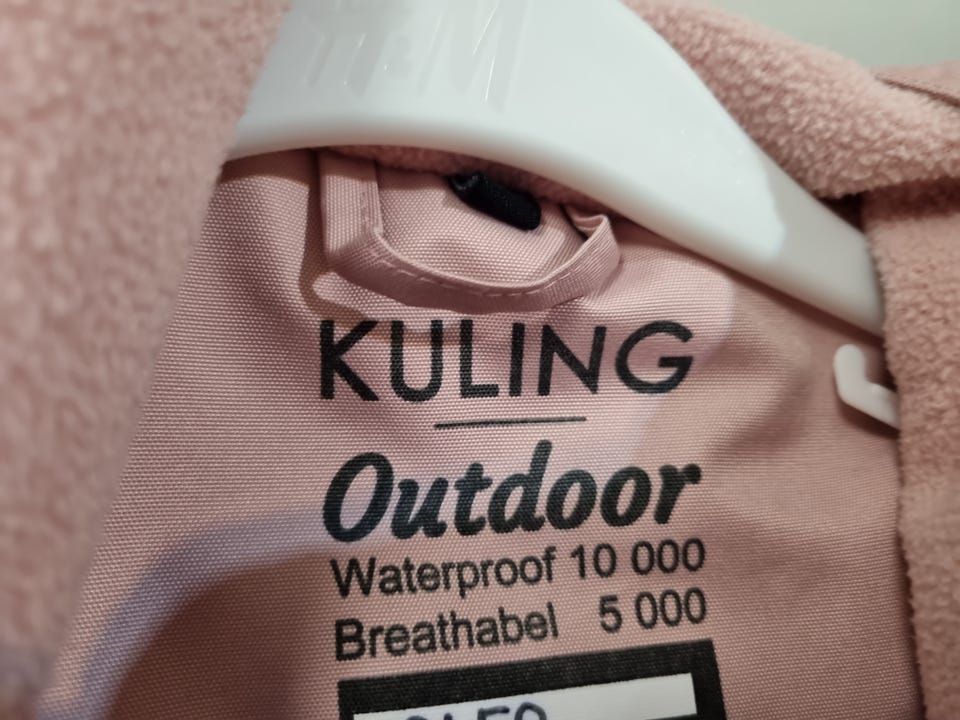 H&M
KULING
Outdoor
Waterproof 10 000
Breathabel 5 000